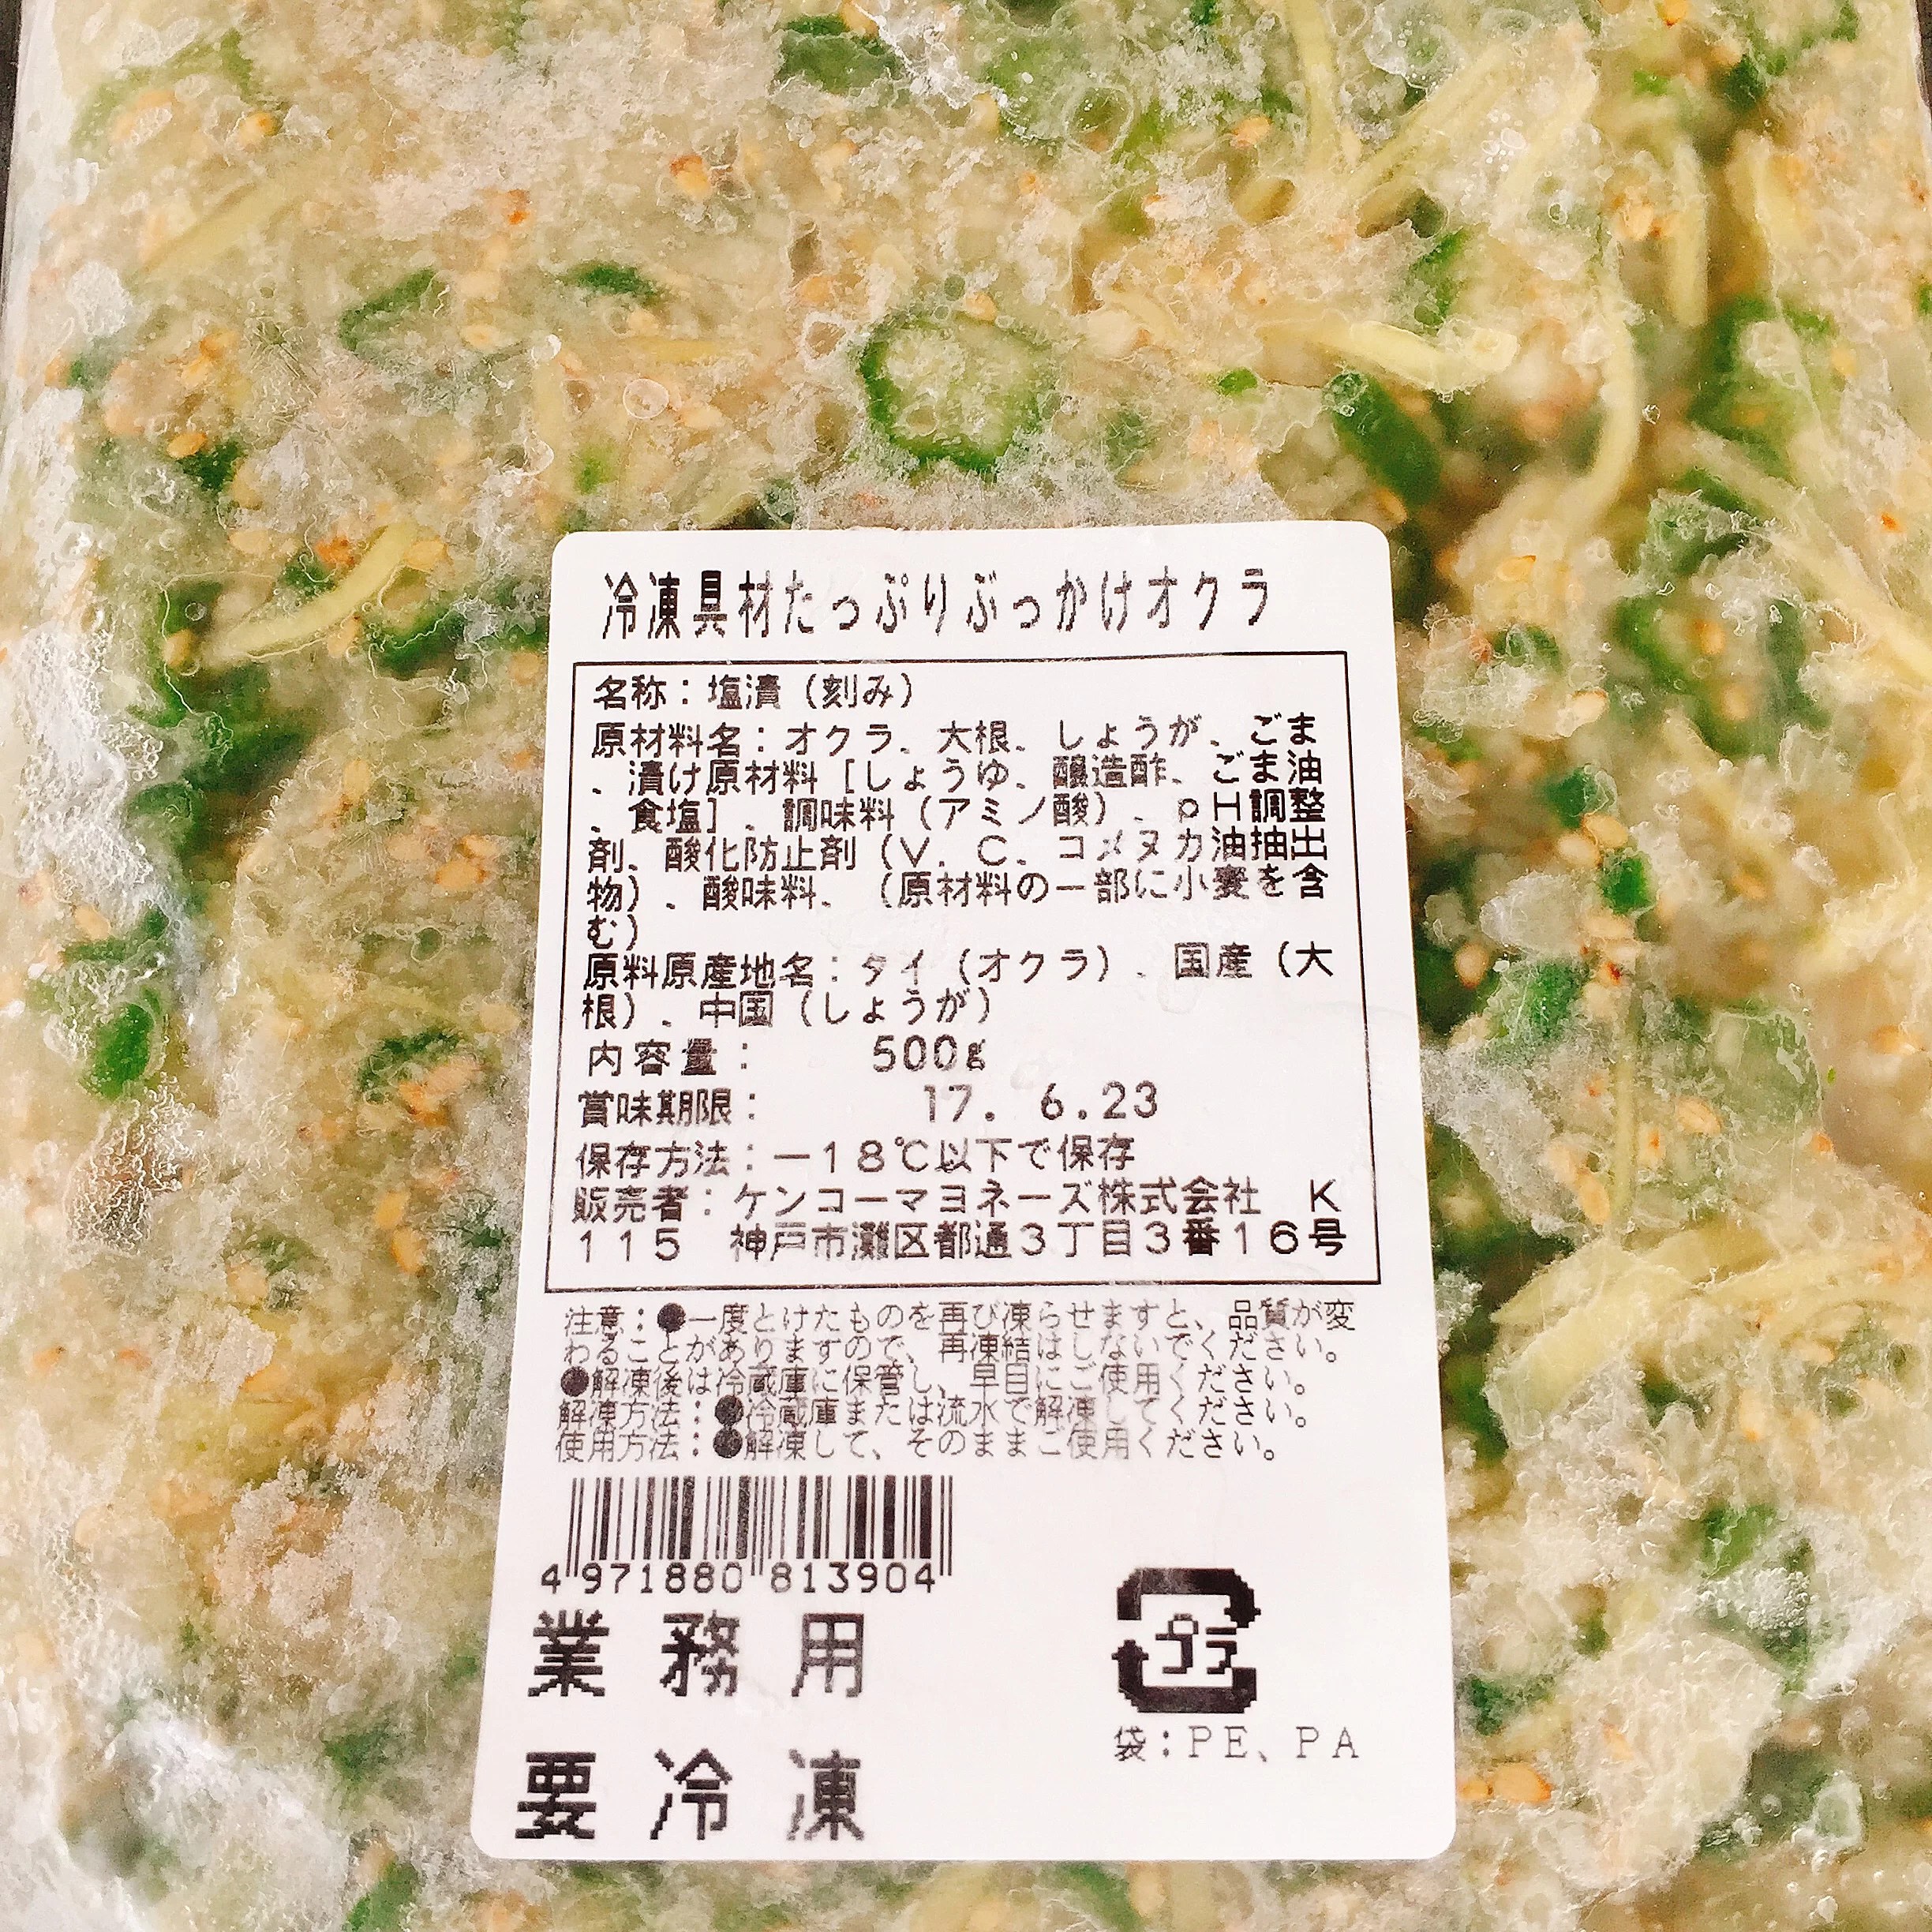 冷凍具材たっぷりぶっかけオクラ
名称：塩漬（刻み）
原材料名：オクラ、大根、しょうが、ごま
、漬け原材料［しょうゆ、醸造酢、ごま油
、食塩］、調味料（アミノ酸）、ｐＨ調整
剤、酸化防止剤（Ｖ．Ｃ、コメヌカ油抽出
物）、酸味料、（原材料の一部に小麦を含
む）
原料原産地名：タイ（オクラ）、国産（大
根）、中国（しょうが）
内容量： 500g
賞味期限： 17. 6.23
保存方法：－１８℃以下で保存
販売者：ケンコーマヨネーズ株式会社 Ｋ
１１５ 神戸市灘区都通３丁目３番１６号
注意：●一度とけたものを再び凍らせますと、品質が変
わることがありますので、再凍結はしないでください。
●解凍後は冷蔵庫に保管し、早目にご使用ください。
解凍方法：●冷蔵庫または流水で解凍してください。
使用方法：●解凍して、そのままご使用ください。
4 971880 813904
業務用
プラ
袋：ＰＥ、ＰＡ
要冷凍